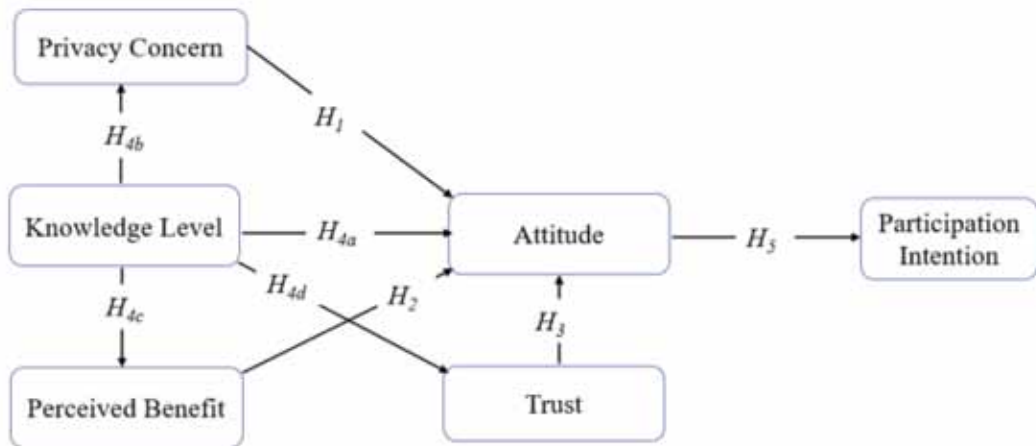 Privacy Concern
H1
H4b
Knowledge Level
H4a
Attitude
H5
Participation
Intention
H4c
H4d
H2
H3
Perceived Benefit
Trust